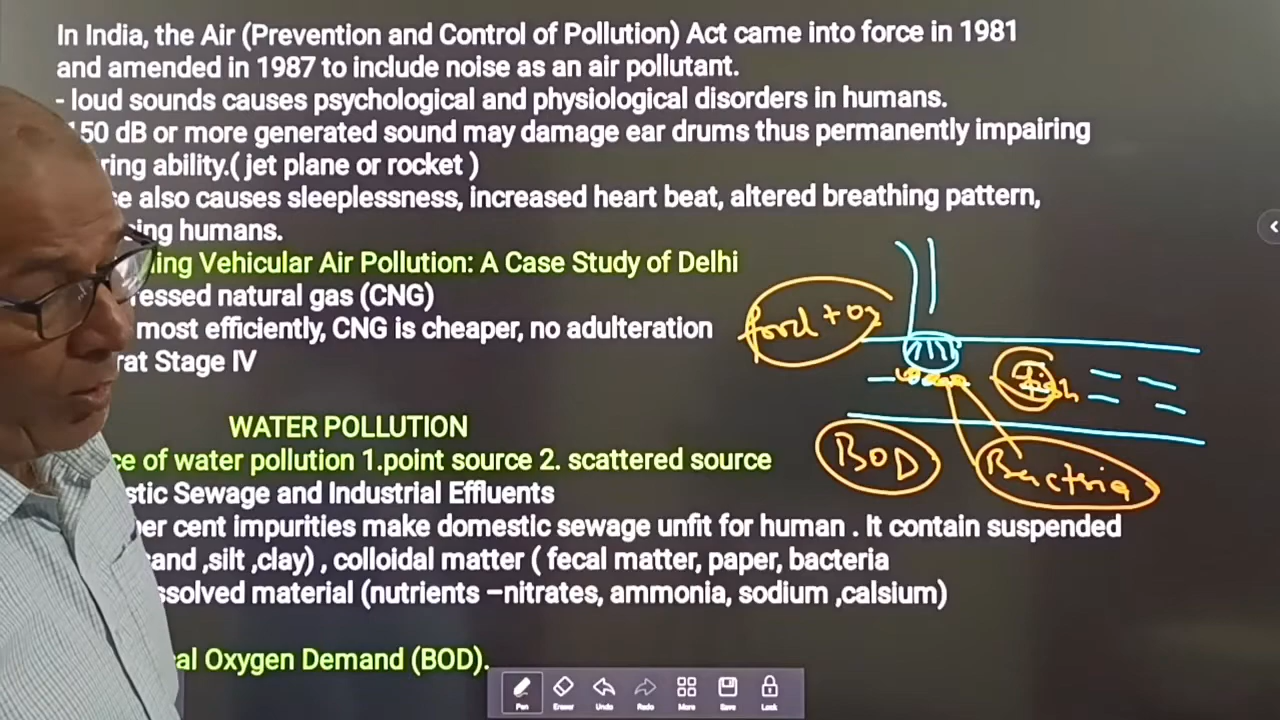 In India, the Air (Prevention and Control of Pollution) Act came into force in 1981
and amended in 1987 to include noise as an air pollutant.
- loud sounds causes psychological and physiological disorders in humans.
150 dB or more generated sound may damage ear drums thus permanently impairing
ring ability.( jet plane or rocket )
se also causes sleeplessness, increased heart beat, altered breathing pattern,
sing humans.
ling Vehicular Air Pollution: A Case Study of Delhi
ressed natural gas (CNG)
most efficiently, CNG is cheaper, no adulteration
rat Stage IV
food + O2
fish
BOD
Bacteria
WATER POLLUTION
ce of water pollution 1.point source 2. scattered source
stic Sewage and Industrial Effluents
per cent impurities make domestic sewage unfit for human . It contain suspended
sand ,silt ,clay) , colloidal matter ( fecal matter, paper, bacteria
ssolved material (nutrients –nitrates, ammonia, sodium ,calsium)
al Oxygen Demand (BOD).
Pen Eraser Undo Redo More Save Lock